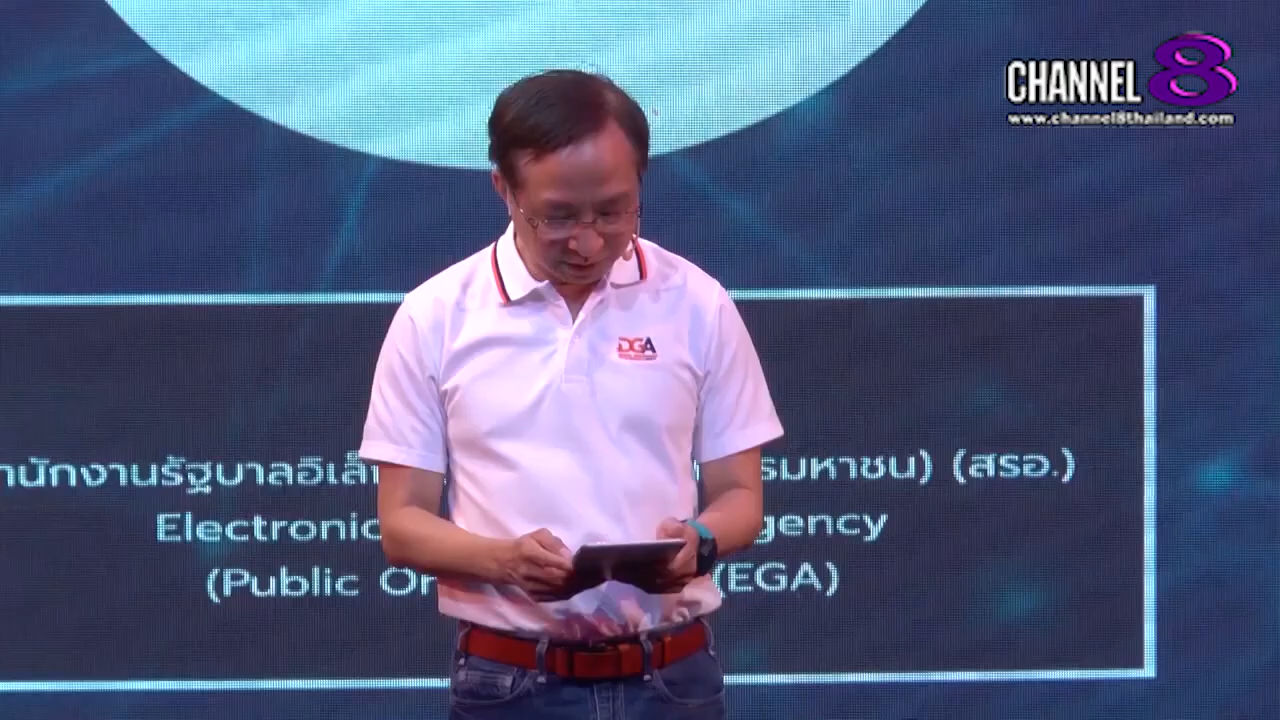 CHANNEL 8
www.channel8thailand.com
DGA
นักงานรัฐบาลอิเล็ รมหาชน) (สรอ.)
Electronic gency
(Public Or (EGA)